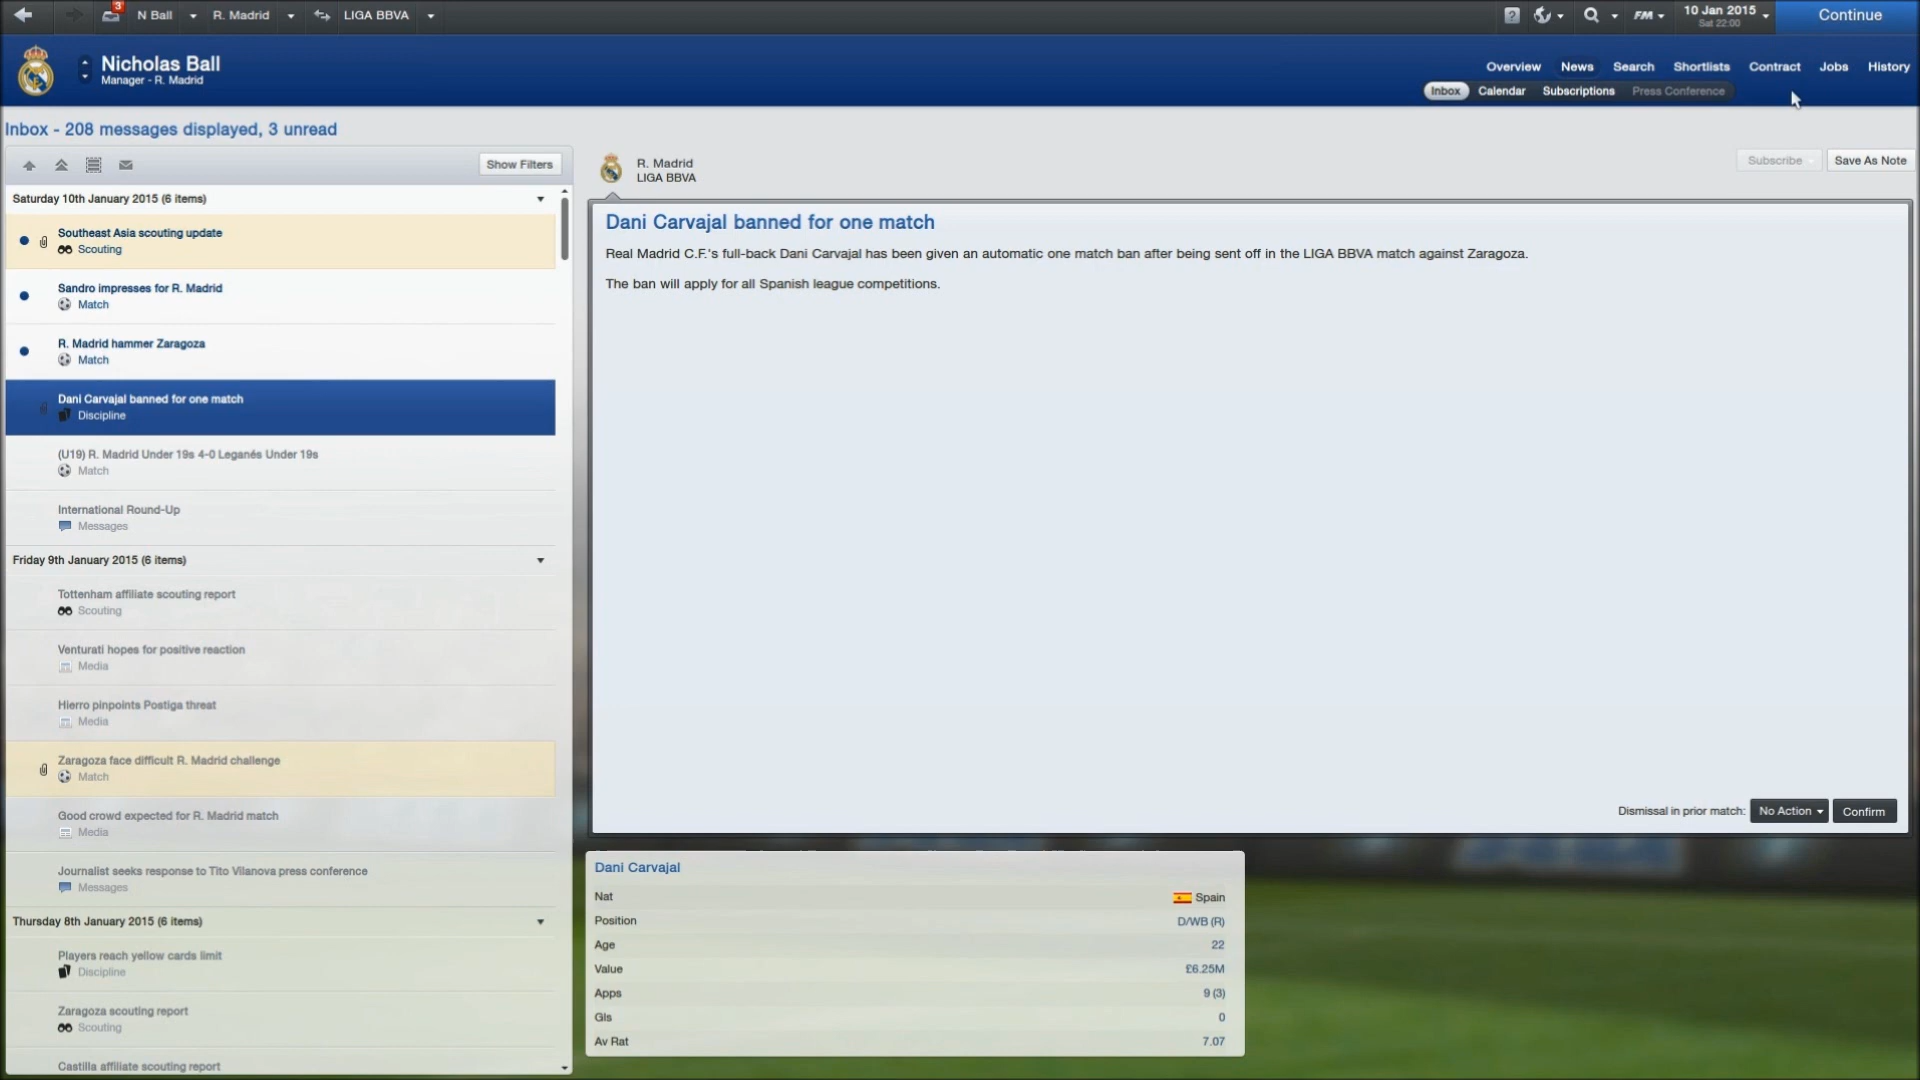 3
N Ball
R. Madrid
LIGA BBVA
?
FM
10 Jan 2015
Sat 22:00
Continue
Nicholas Ball
Manager - R. Madrid
Overview News Search Shortlists Contract Jobs History
Inbox Calendar Subscriptions Press Conference
Inbox - 208 messages displayed, 3 unread
Show Filters
Saturday 10th January 2015 (6 items)
Southeast Asia scouting update
Scouting
Sandro impresses for R. Madrid
Match
R. Madrid hammer Zaragoza
Match
Dani Carvajal banned for one match
Discipline
(U19) R. Madrid Under 19s 4-0 Leganés Under 19s
Match
International Round-Up
Messages
Friday 9th January 2015 (6 items)
Tottenham affiliate scouting report
Scouting
Venturati hopes for positive reaction
Media
Hierro pinpoints Postiga threat
Media
Zaragoza face difficult R. Madrid challenge
Match
Good crowd expected for R. Madrid match
Media
Journalist seeks response to Tito Vilanova press conference
Messages
Thursday 8th January 2015 (6 items)
Players reach yellow cards limit
Discipline
Zaragoza scouting report
Scouting
Castilla affiliate scouting report
R. Madrid
LIGA BBVA
Subscribe
Save As Note
Dani Carvajal banned for one match
Real Madrid C.F.'s full-back Dani Carvajal has been given an automatic one match ban after being sent off in the LIGA BBVA match against Zaragoza.
The ban will apply for all Spanish league competitions.
Dismissal in prior match: No Action Confirm
Dani Carvajal
Nat Spain
Position D/WB (R)
Age 22
Value £6.25M
Apps 9 (3)
Gls 0
Av Rat 7.07